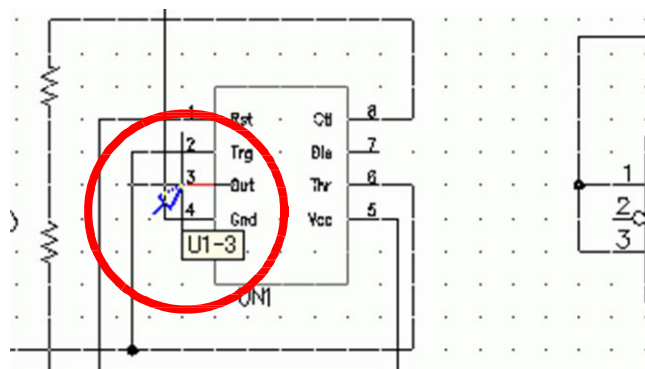 1 Rst Ctl 8
2 Trg Dis 7
3 Out Thr 6
4 Gnd Vcc 5
U1-3
UN1
1
2
3